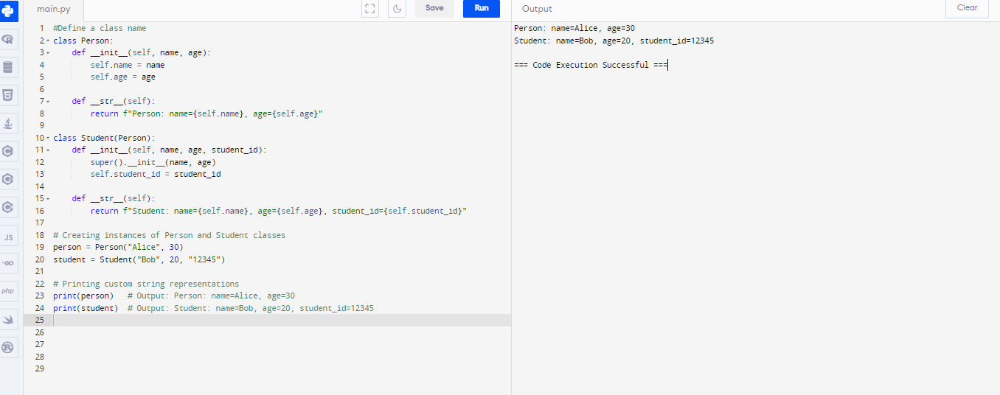 main.py
Save
Run
Output
Clear
1 #Define a class name
2 class Person:
3     def __init__(self, name, age):
4         self.name = name
5         self.age = age
6
7     def __str__(self):
8         return f"Person: name={self.name}, age={self.age}"
9
10 class Student(Person):
11     def __init__(self, name, age, student_id):
12         super().__init__(name, age)
13         self.student_id = student_id
14
15     def __str__(self):
16         return f"Student: name={self.name}, age={self.age}, student_id={self.student_id}"
17
18 # Creating instances of Person and Student classes
19 person = Person("Alice", 30)
20 student = Student("Bob", 20, "12345")
21
22 # Printing custom string representations
23 print(person)   # Output: Person: name=Alice, age=30
24 print(student)  # Output: Student: name=Bob, age=20, student_id=12345
25
26
27
28
29
Person: name=Alice, age=30
Student: name=Bob, age=20, student_id=12345
=== Code Execution Successful ===
JS
GO
php